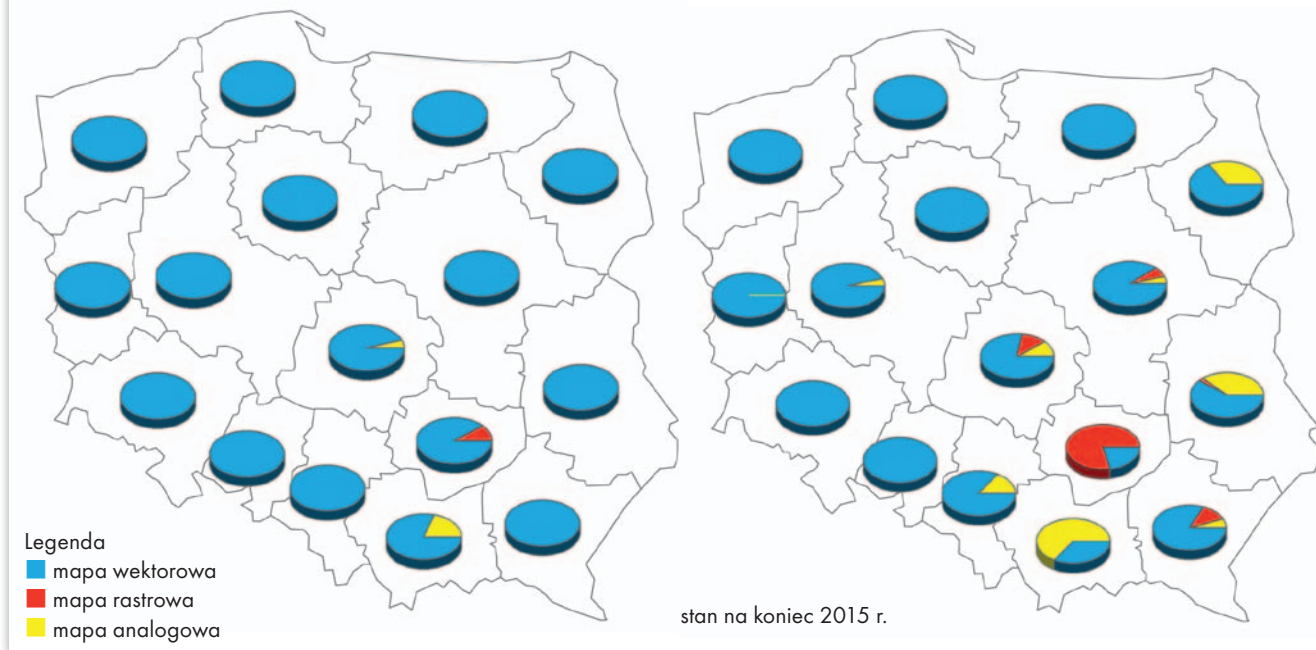 Legenda
mapa wektorowa
mapa rastrowa
mapa analogowa
stan na koniec 2015 r.